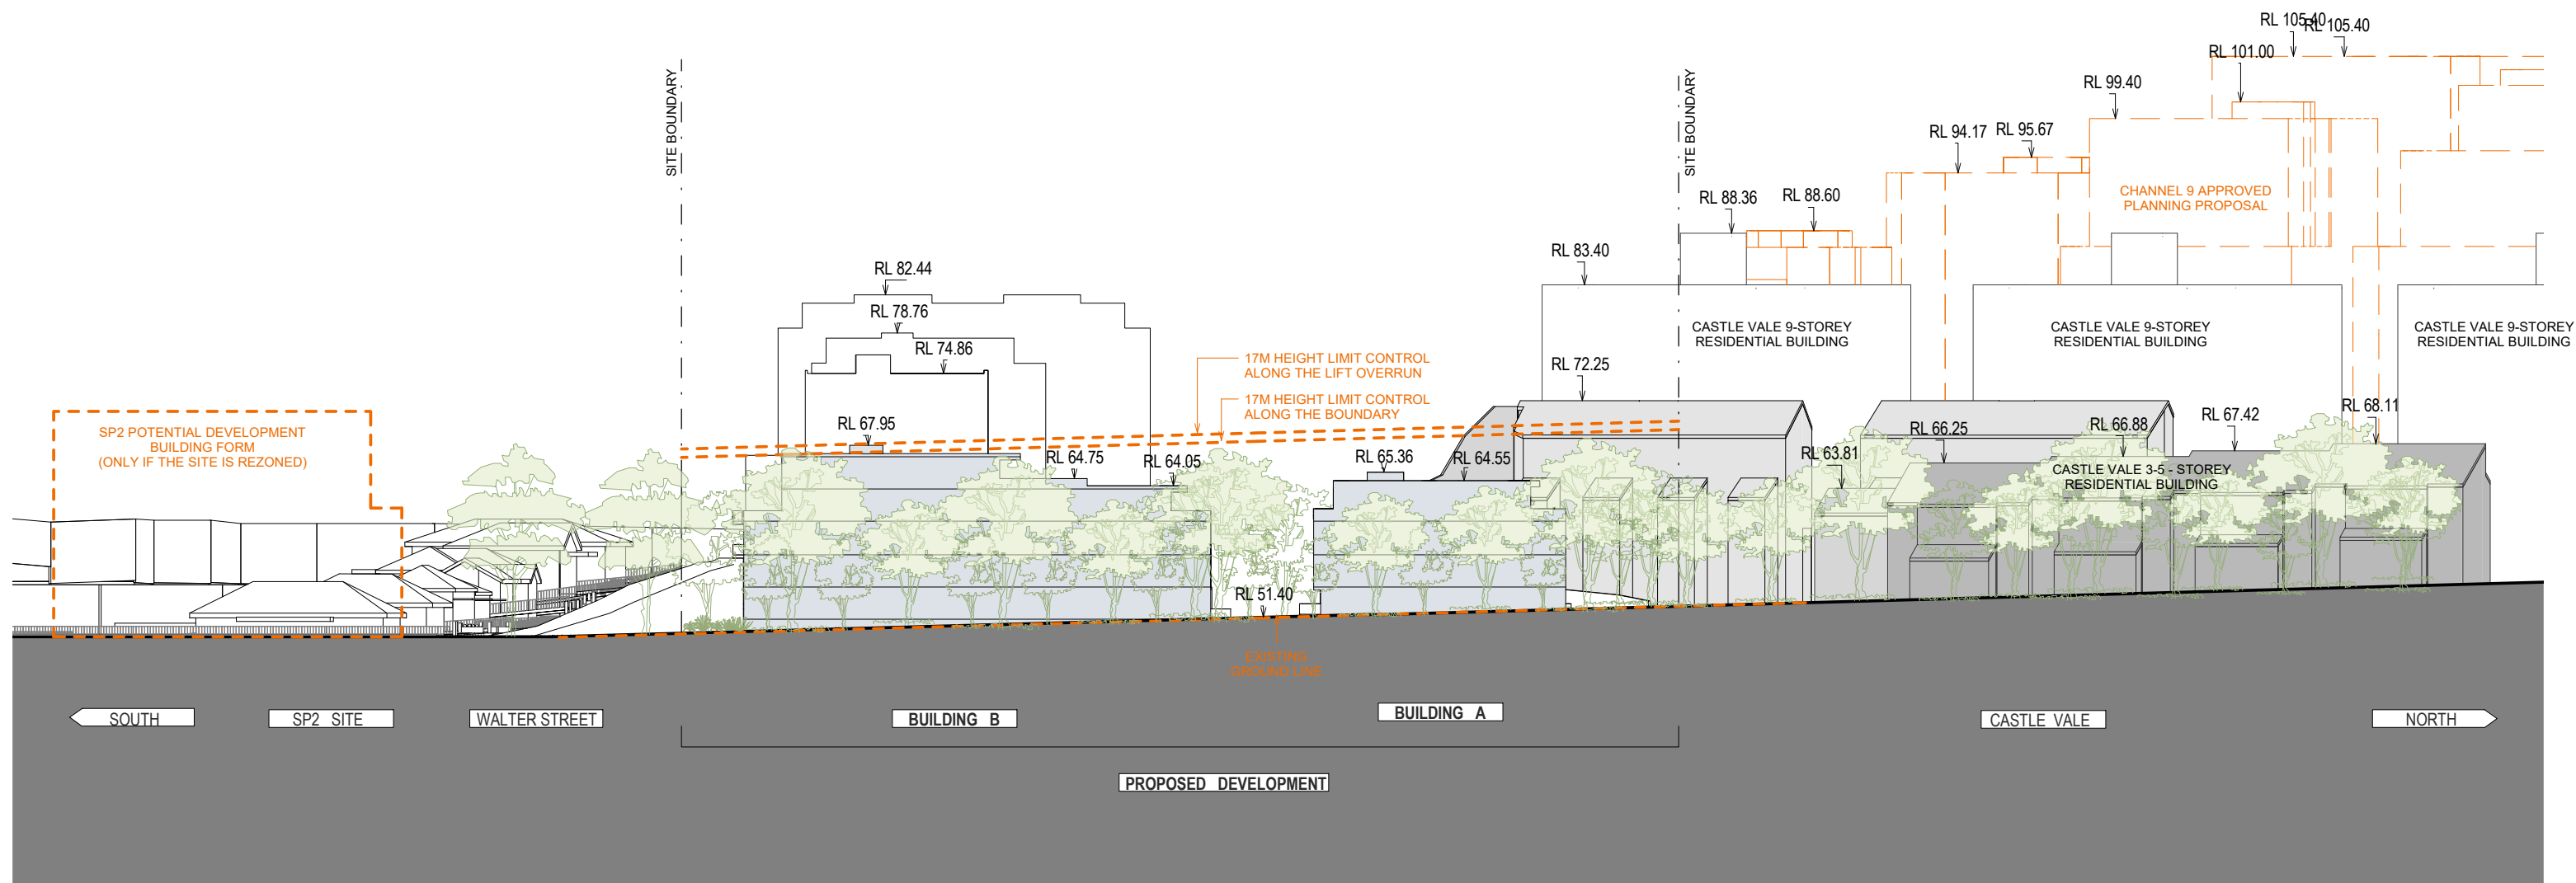 RL 105.40
RL 105.40
RL 101.00
RL 99.40
SITE BOUNDARY
SITE BOUNDARY
RL 94.17
RL 95.67
CHANNEL 9 APPROVED
PLANNING PROPOSAL
RL 88.36
RL 88.60
RL 83.40
RL 82.44
RL 78.76
RL 74.86
CASTLE VALE 9-STOREY
RESIDENTIAL BUILDING
CASTLE VALE 9-STOREY
RESIDENTIAL BUILDING
CASTLE VALE 9-STOREY
RESIDENTIAL BUILDING
17M HEIGHT LIMIT CONTROL
ALONG THE LIFT OVERRUN
17M HEIGHT LIMIT CONTROL
ALONG THE BOUNDARY
RL 72.25
SP2 POTENTIAL DEVELOPMENT
BUILDING FORM
(ONLY IF THE SITE IS REZONED)
RL 67.95
RL 64.75
RL 64.05
RL 65.36
RL 64.55
RL 63.81
RL 66.25
RL 66.88
RL 67.42
RL 68.11
CASTLE VALE 3-5 - STOREY
RESIDENTIAL BUILDING
RL 51.40
EXISTING
GROUND LINE
SOUTH
SP2 SITE
WALTER STREET
BUILDING B
BUILDING A
CASTLE VALE
NORTH
PROPOSED DEVELOPMENT